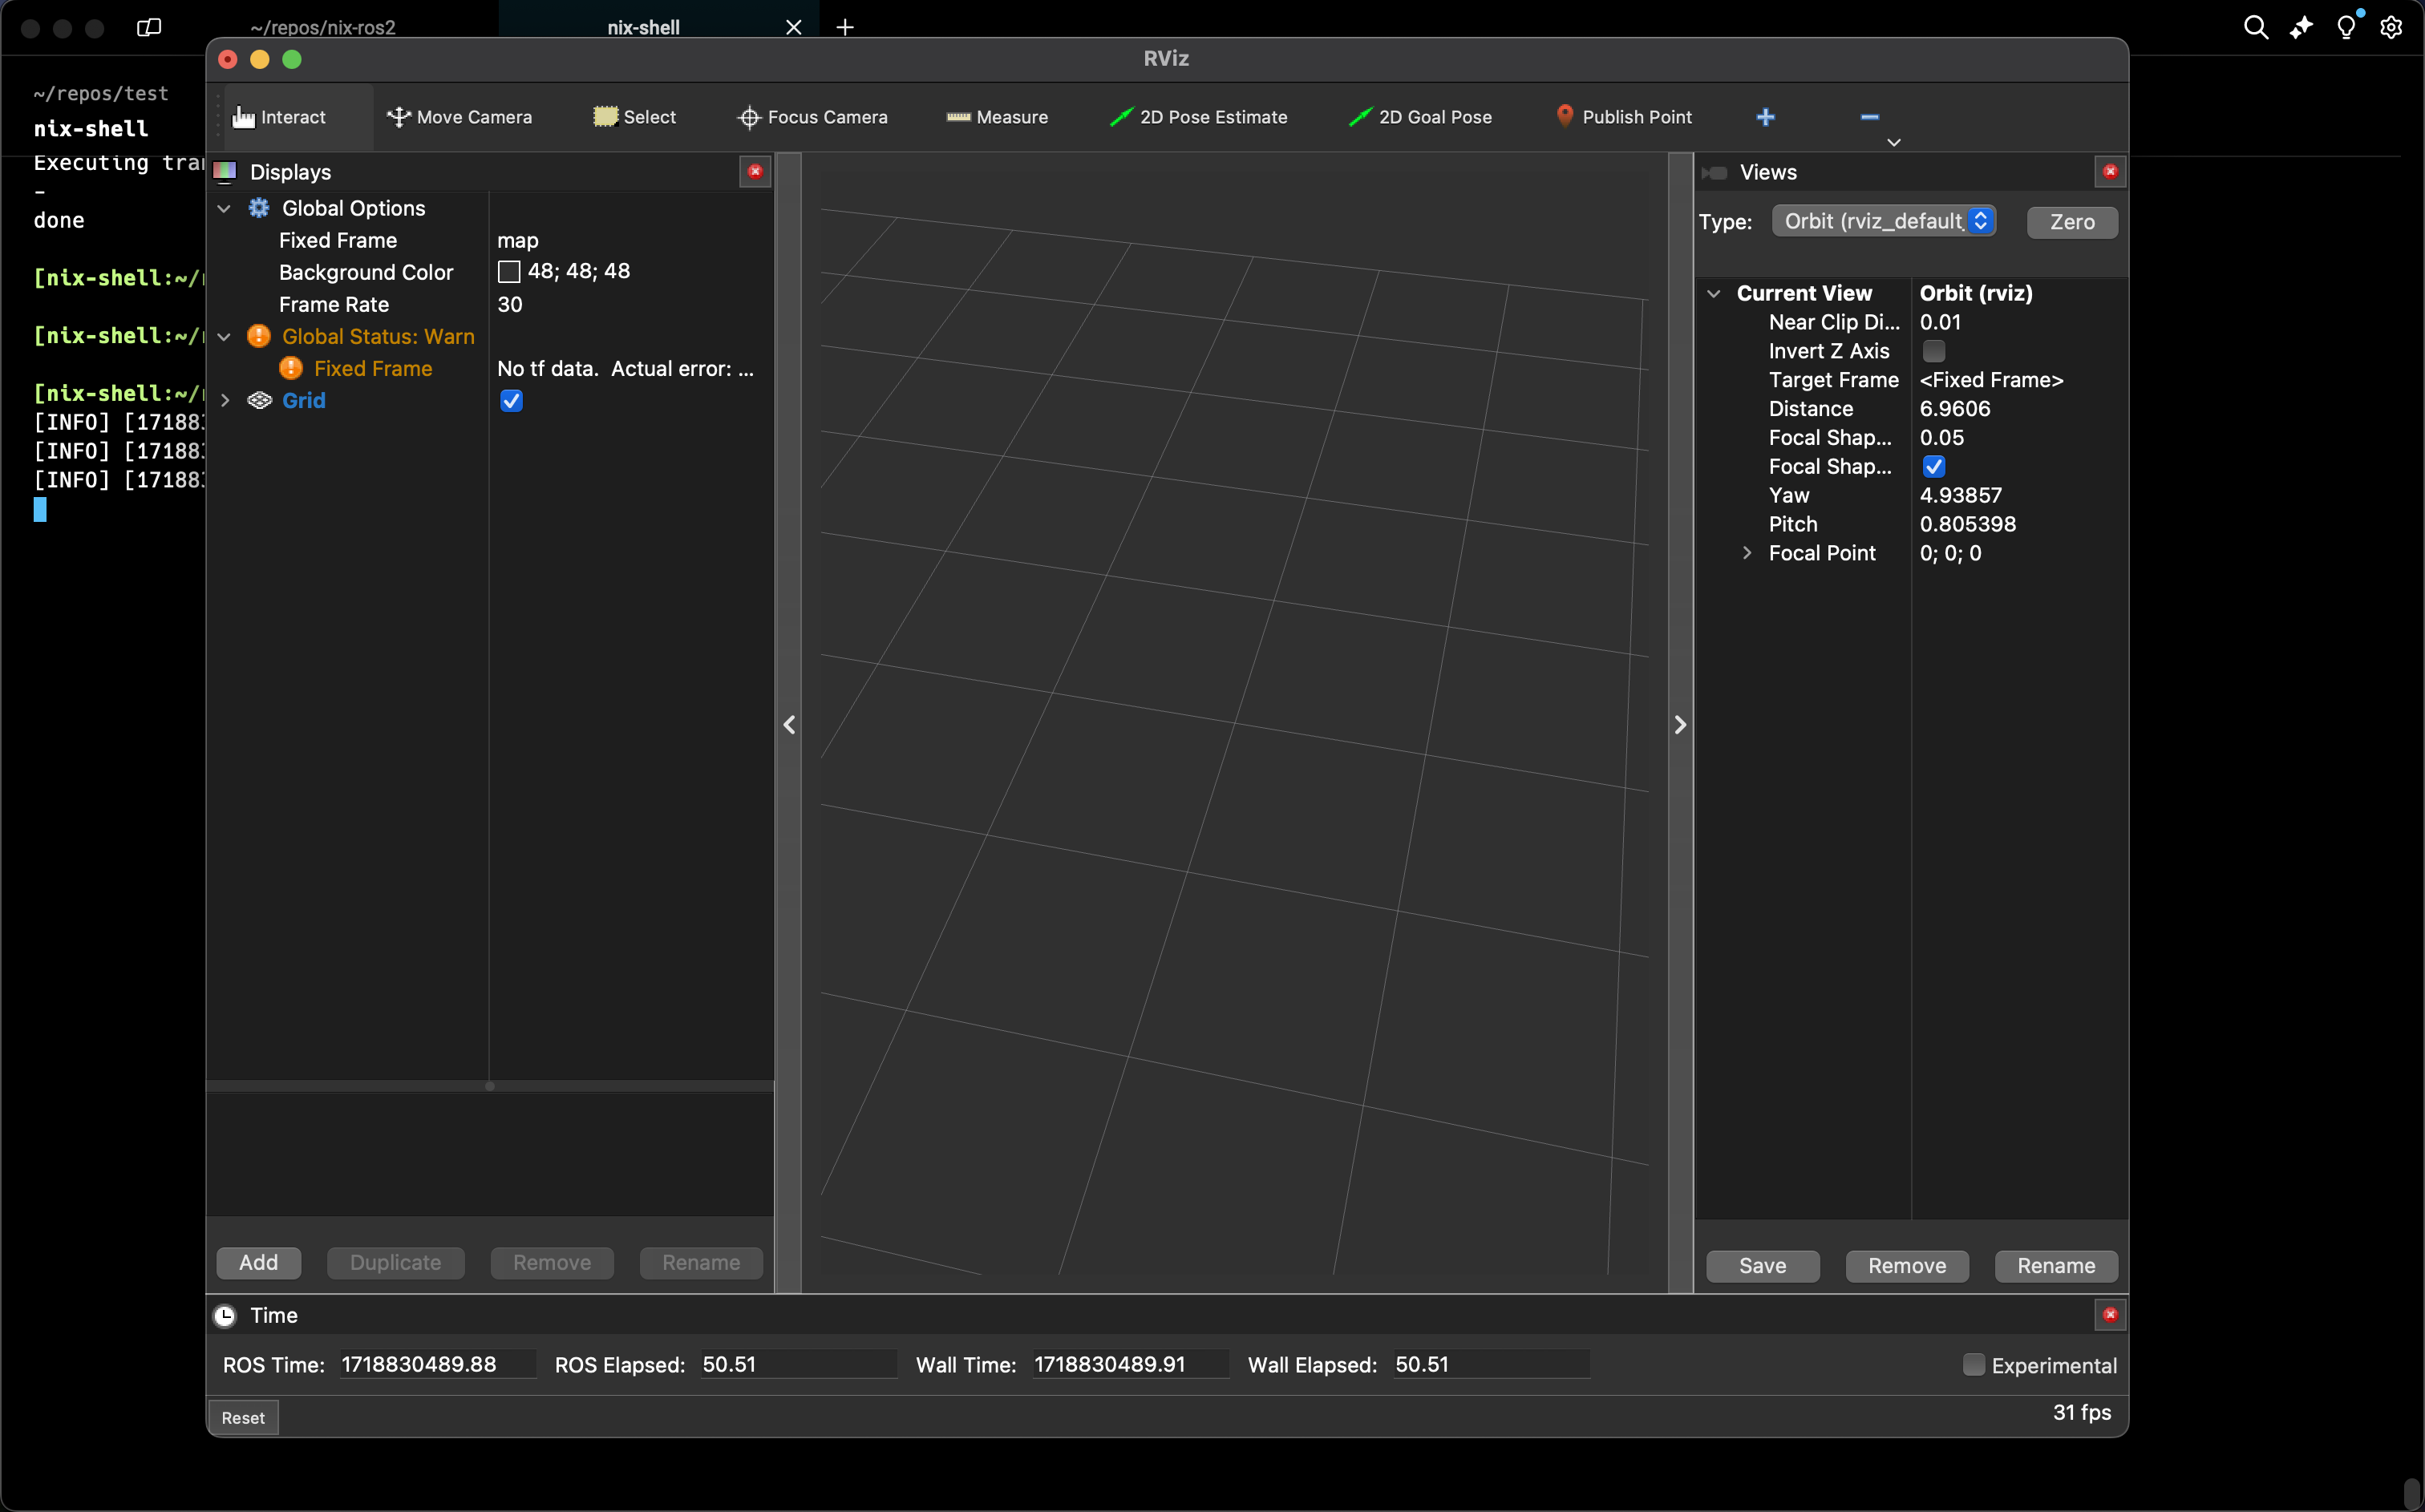 ~/repos/nix-ros2
nix-shell
RViz
~/repos/test
nix-shell
Executing tra
-
done
[nix-shell:~/
[nix-shell:~/
[nix-shell:~/
[INFO] [17188
[INFO] [17188
[INFO] [17188
Interact
Move Camera
Select
Focus Camera
Measure
2D Pose Estimate
2D Goal Pose
Publish Point
Displays
Global Options
Fixed Frame map
Background Color 48; 48; 48
Frame Rate 30
Global Status: Warn
Fixed Frame No tf data.  Actual error: ...
Grid
Add
Duplicate
Remove
Rename
Views
Type: Orbit (rviz_default
Zero
Current View Orbit (rviz)
Near Clip Di... 0.01
Invert Z Axis
Target Frame <Fixed Frame>
Distance 6.9606
Focal Shap... 0.05
Focal Shap...
Yaw 4.93857
Pitch 0.805398
Focal Point 0; 0; 0
Save
Remove
Rename
Time
ROS Time: 1718830489.88 ROS Elapsed: 50.51 Wall Time: 1718830489.91 Wall Elapsed: 50.51 Experimental
Reset
31 fps